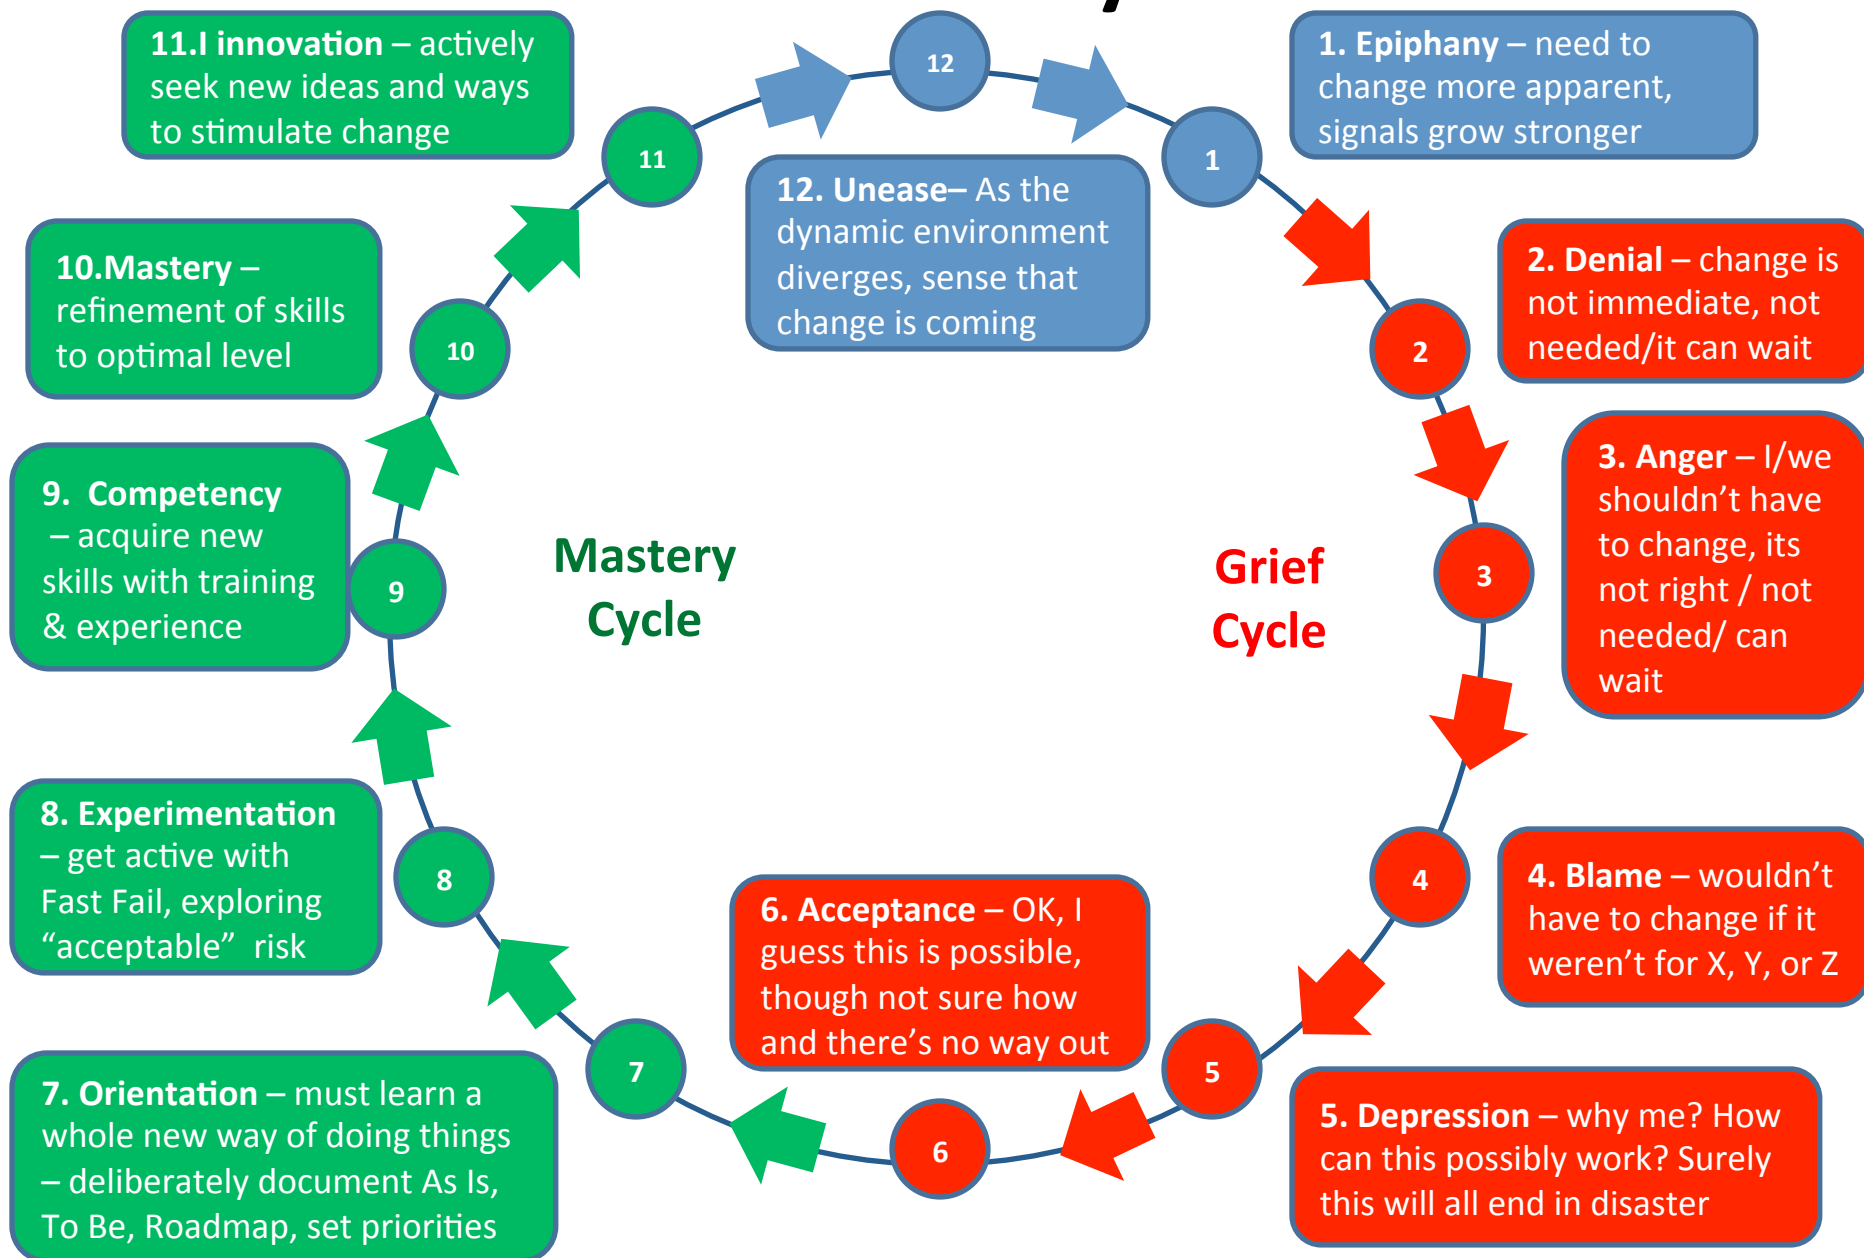 11.I innovation – actively
seek new ideas and ways
to stimulate change
12
1. Epiphany – need to
change more apparent,
signals grow stronger
11
1
12. Unease– As the
dynamic environment
diverges, sense that
change is coming
10.Mastery –
refinement of skills
to optimal level
10
2
2. Denial – change is
not immediate, not
needed/it can wait
9.  Competency
– acquire new
skills with training
& experience
9
Mastery
Cycle
Grief
Cycle
3
3. Anger – I/we
shouldn’t have
to change, its
not right / not
needed/ can
wait
8. Experimentation
– get active with
Fast Fail, exploring
“acceptable”  risk
8
6. Acceptance – OK, I
guess this is possible,
though not sure how
and there’s no way out
4
4. Blame – wouldn’t
have to change if it
weren’t for X, Y, or Z
7. Orientation – must learn a
whole new way of doing things
– deliberately document As Is,
To Be, Roadmap, set priorities
7
6
5
5. Depression – why me? How
can this possibly work? Surely
this will all end in disaster